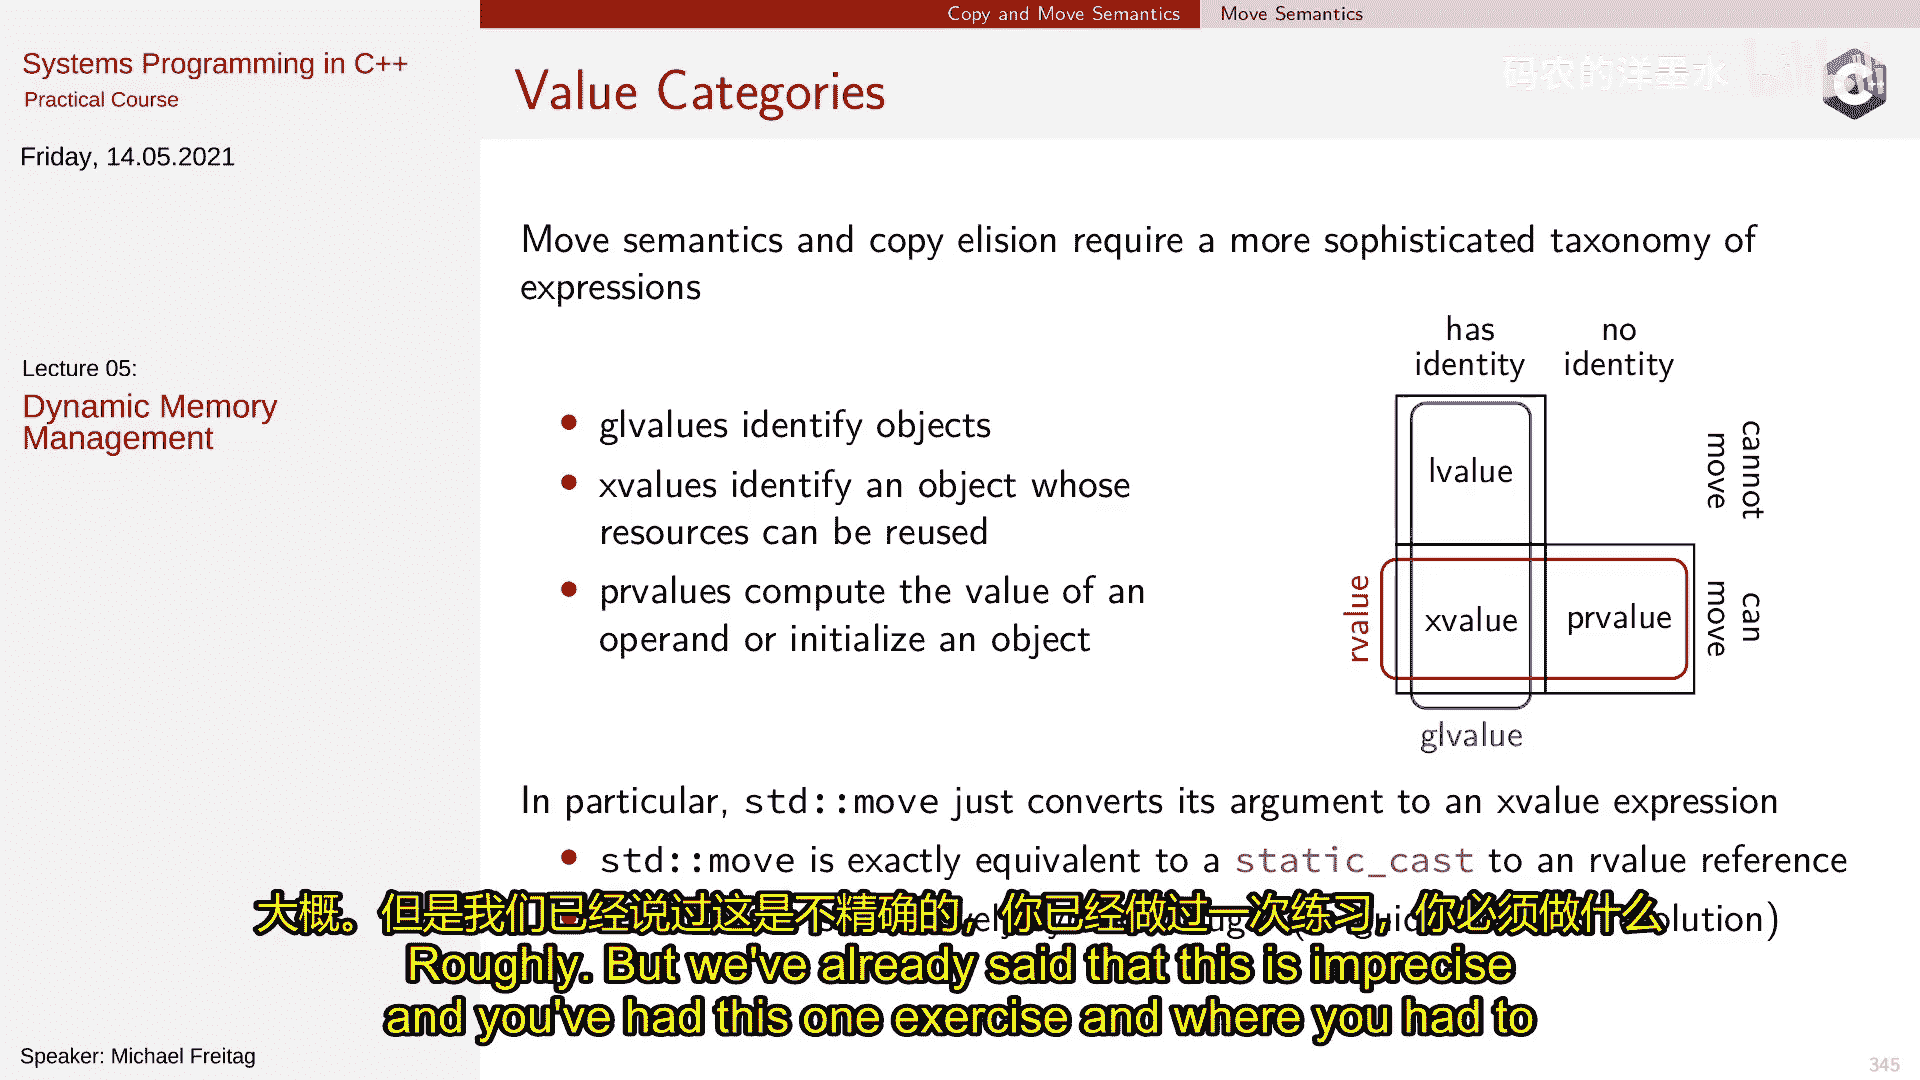 Copy and Move Semantics
Move Semantics
Systems Programming in C++
Practical Course
Friday, 14.05.2021
Lecture 05:
Dynamic Memory
Management
Speaker: Michael Freitag
Value Categories
码农的洋墨水
Move semantics and copy elision require a more sophisticated taxonomy of
expressions
glvalues identify objects
xvalues identify an object whose
resources can be reused
prvalues compute the value of an
operand or initialize an object
has
identity
no
identity
lvalue
cannot
move
rvalue
xvalue
prvalue
can
move
glvalue
In particular, std::move just converts its argument to an xvalue expression
std::move is exactly equivalent to a static_cast to an rvalue reference
大概。但是我们已经说过这是不精确的，你已经做过一次练习，你必须做什么
Roughly. But we've already said that this is imprecise
and you've had this one exercise and where you had to
345